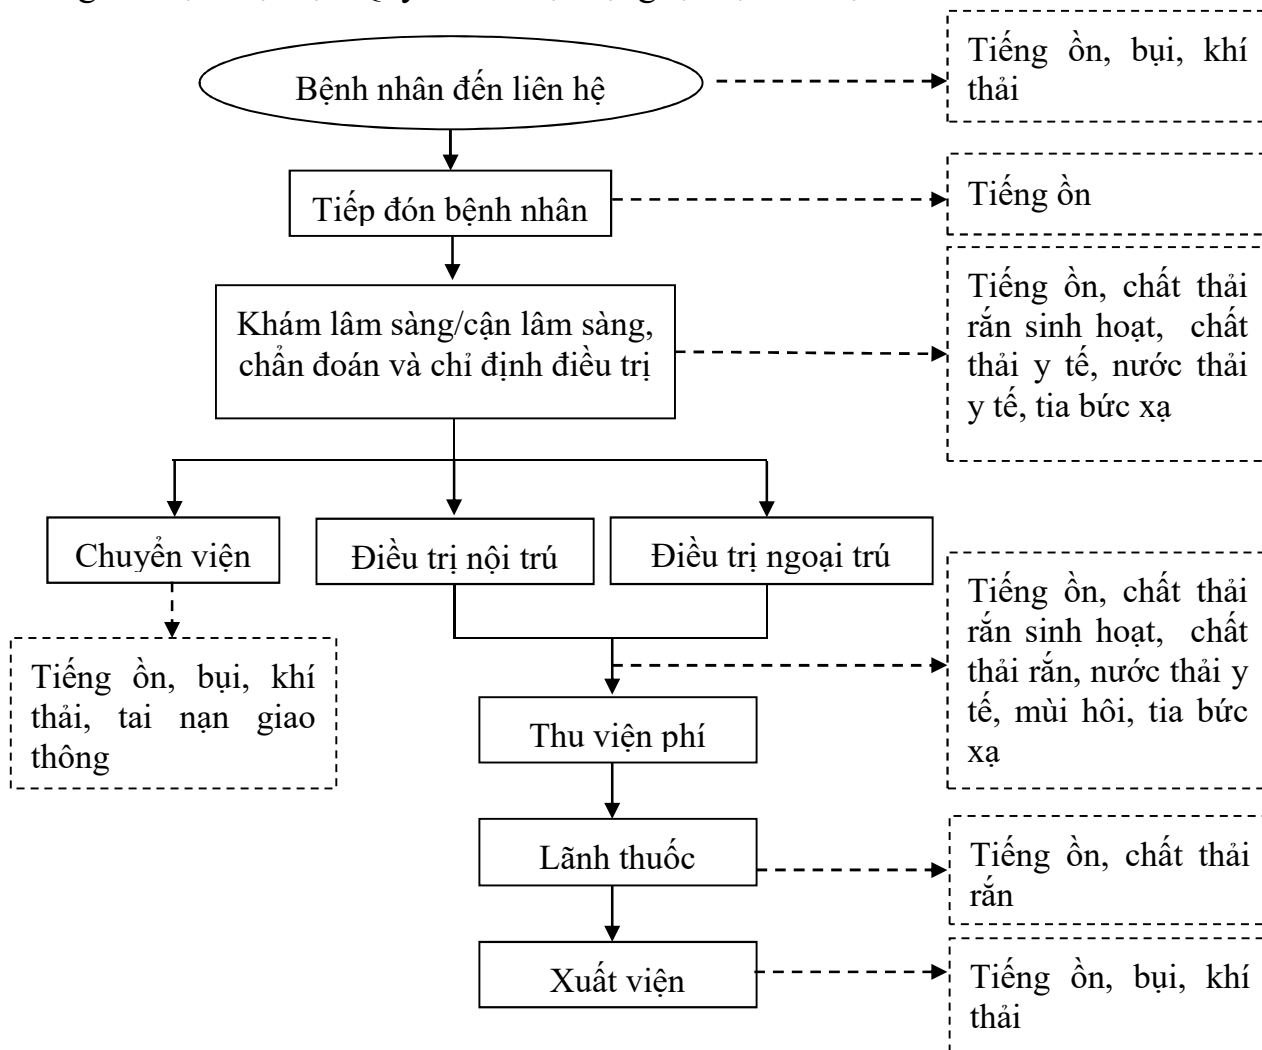 Bệnh nhân đến liên hệ
Tiếng ồn, bụi, khí
thải
Tiếp đón bệnh nhân
Tiếng ồn
Khám lâm sàng/cận lâm sàng,
chẩn đoán và chỉ định điều trị
Tiếng ồn, chất thải
rắn sinh hoạt, chất
thải y tế, nước thải
y tế, tia bức xạ
Chuyển viện
Điều trị nội trú
Điều trị ngoại trú
Tiếng ồn, bụi, khí
thải, tai nạn giao
thông
Tiếng ồn, chất thải
rắn sinh hoạt, chất
thải rắn, nước thải y
tế, mùi hôi, tia bức
xạ
Thu viện phí
Lãnh thuốc
Tiếng ồn, chất thải
rắn
Xuất viện
Tiếng ồn, bụi, khí
thải